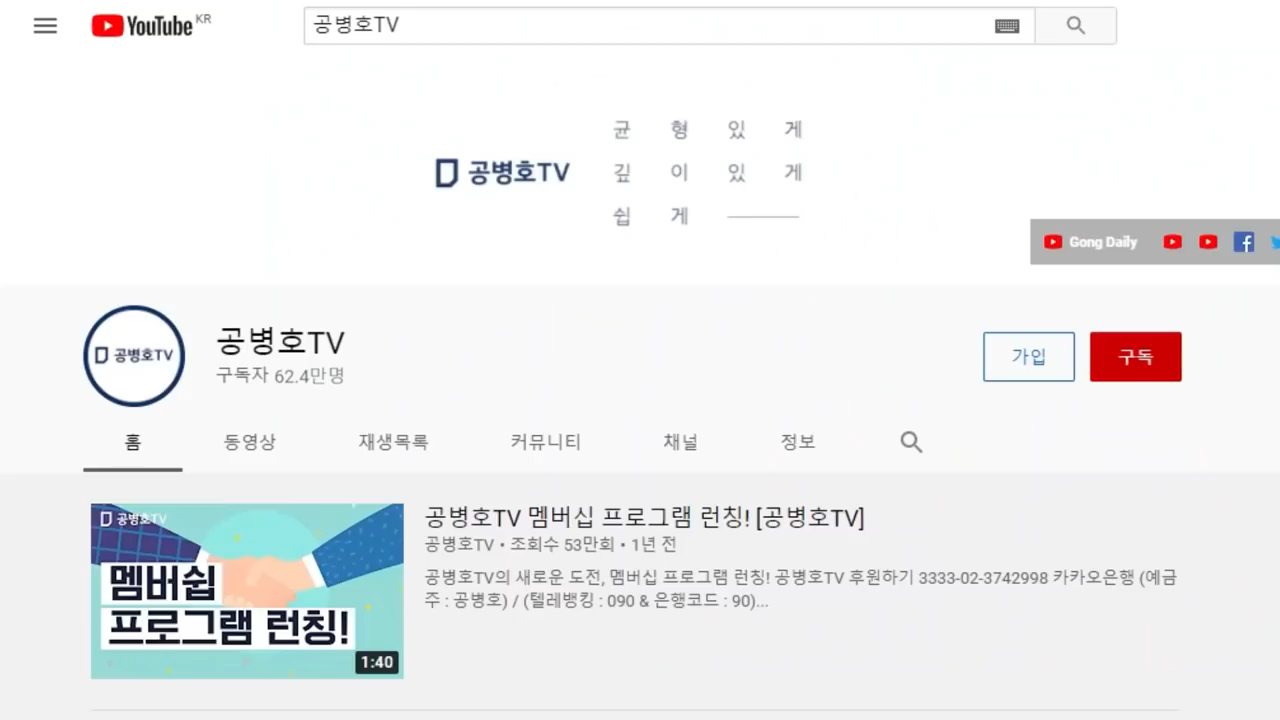 YouTube KR
공병호TV
균 형 있 게
공병호TV
깊 이 있 게
쉽 게
Gong Daily
공병호TV
공병호TV
구독자 62.4만명
가입
구독
홈
동영상
재생목록
커뮤니티
채널
정보
공병호TV
멤버쉽
프로그램 런칭!
1:40
공병호TV 멤버십 프로그램 런칭! [공병호TV]
공병호TV • 조회수 53만회 • 1년 전
공병호TV의 새로운 도전, 멤버십 프로그램 런칭! 공병호TV 후원하기 3333-02-3742998 카카오은행 (예금
주 : 공병호) / (텔레뱅킹 : 090 & 은행코드 : 90)...